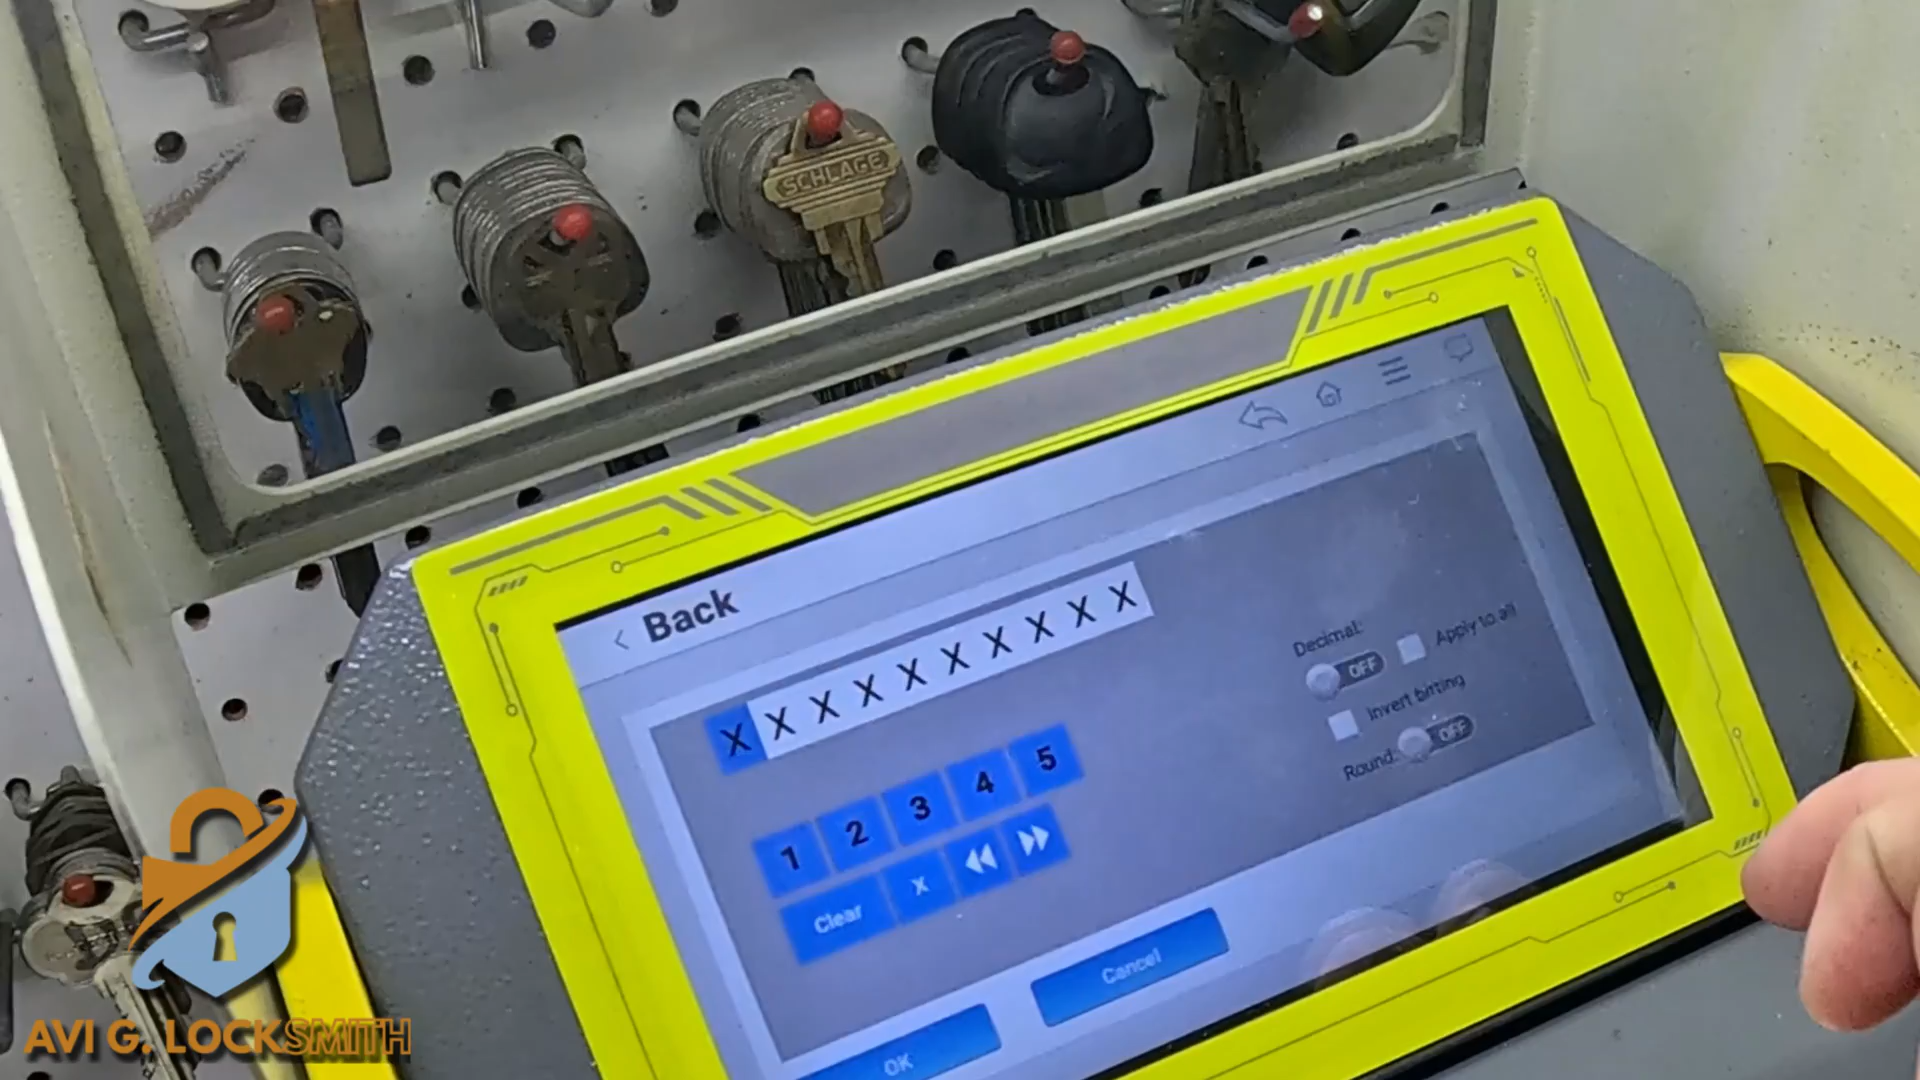 SCHLAGE
Back
X X X X X X X X X X
Decimal:
OFF
Apply to all
Invert bitting
Round:
OFF
1 2 3 4 5
Clear x
OK
Cancel
AVI G. LOCKSMITH